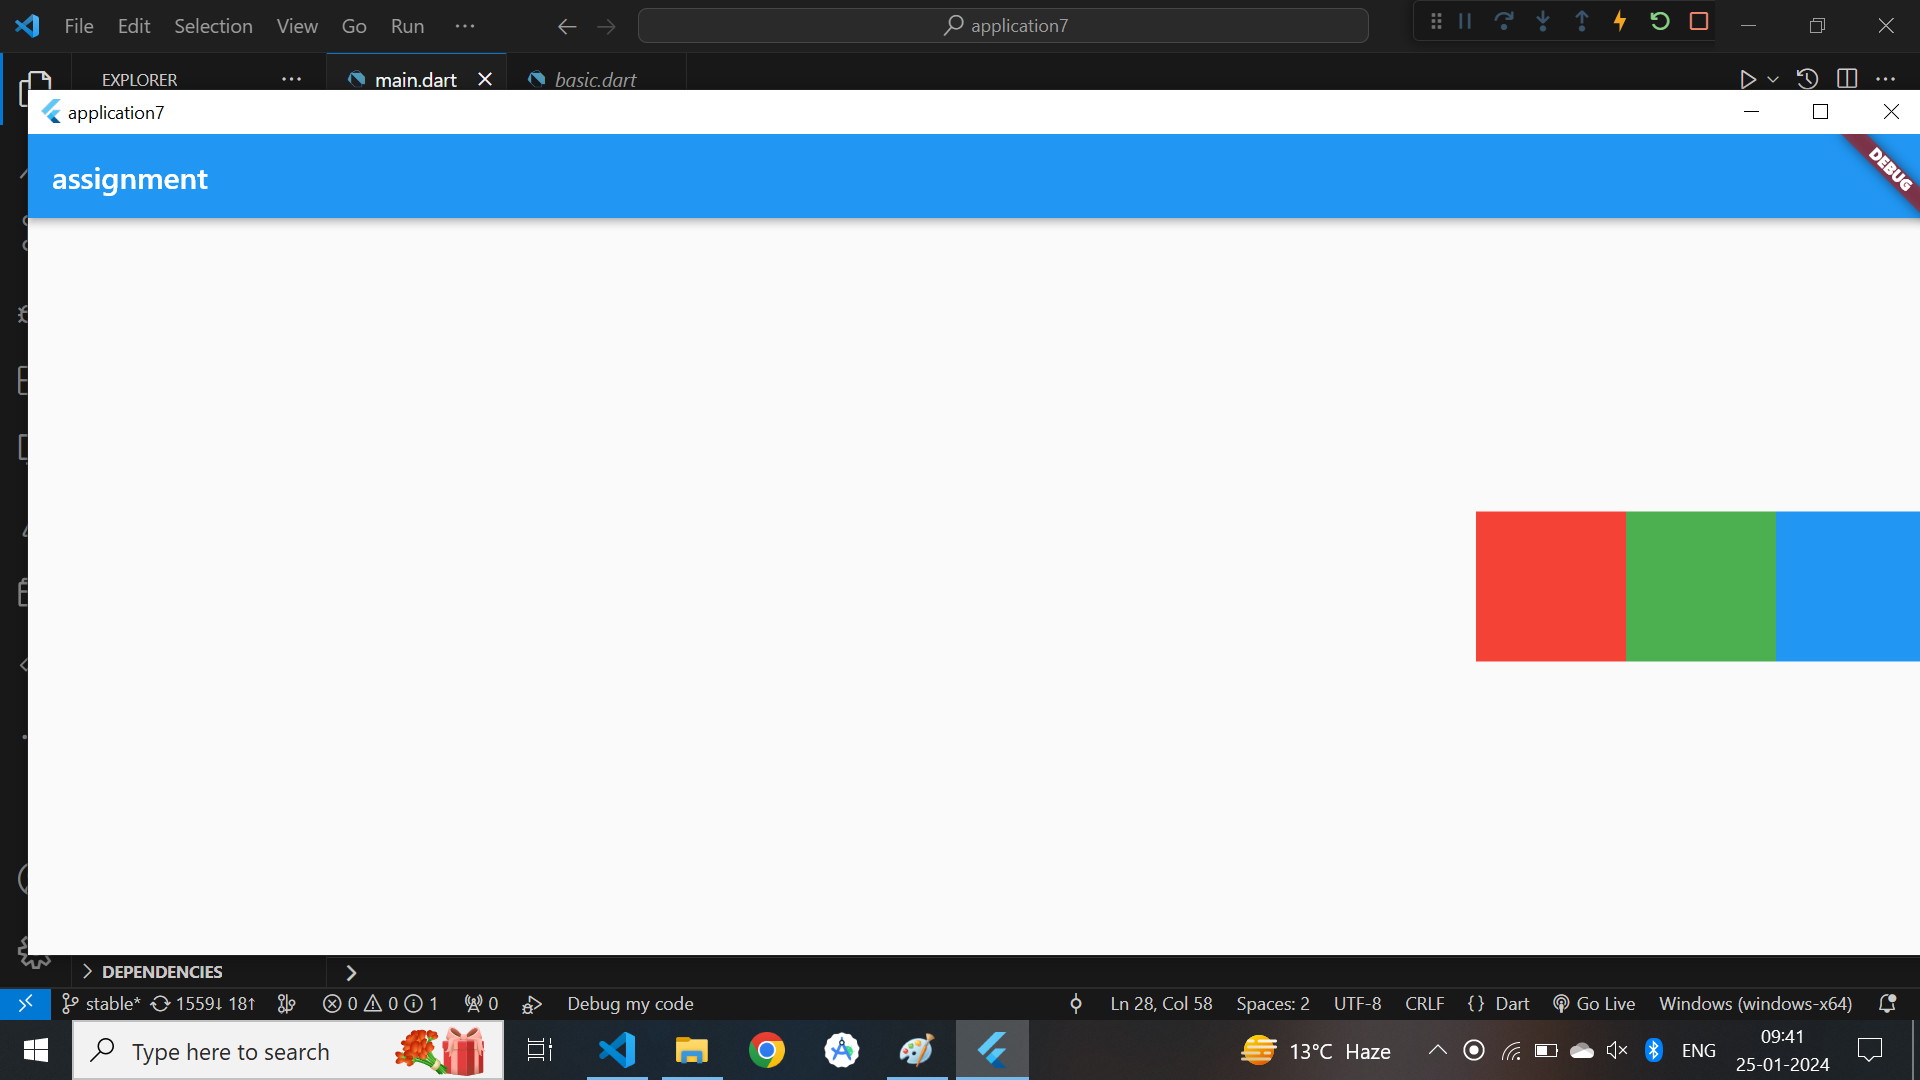 File Edit Selection View Go Run ···
application7
EXPLORER ···
main.dart
basic.dart
application7
assignment
DEBUG
DEPENDENCIES
stable* 1559↓ 18↑ 0 0 1 0 Debug my code
Ln 28, Col 58 Spaces: 2 UTF-8 CRLF {} Dart Go Live Windows (windows-x64)
Type here to search
13°C Haze
ENG
09:41
25-01-2024